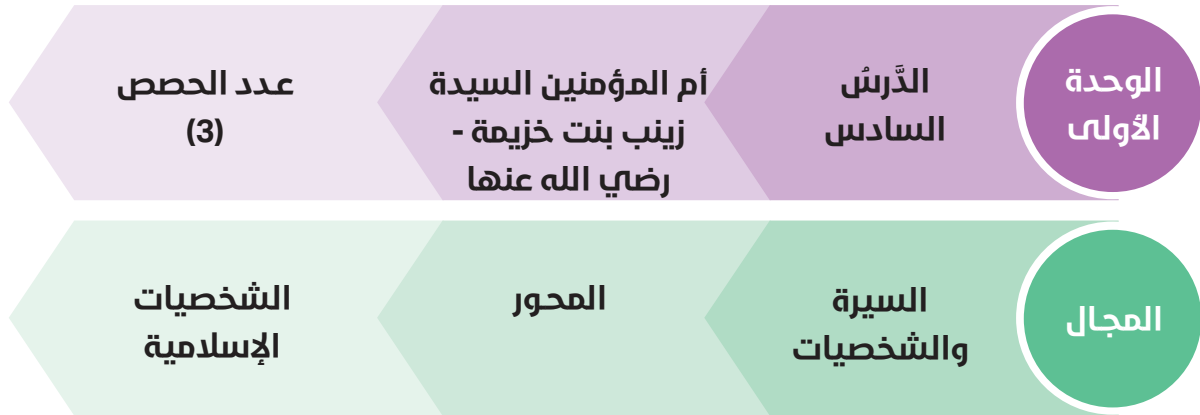 الوحدة
الأولى
الدَّرسُ
السادس
أم المؤمنين السيدة
زينب بنت خزيمة -
رضي الله عنها
عدد الحصص
(3)
المجال
السيرة
والشخصيات
المحور
الشخصيات
الإسلامية